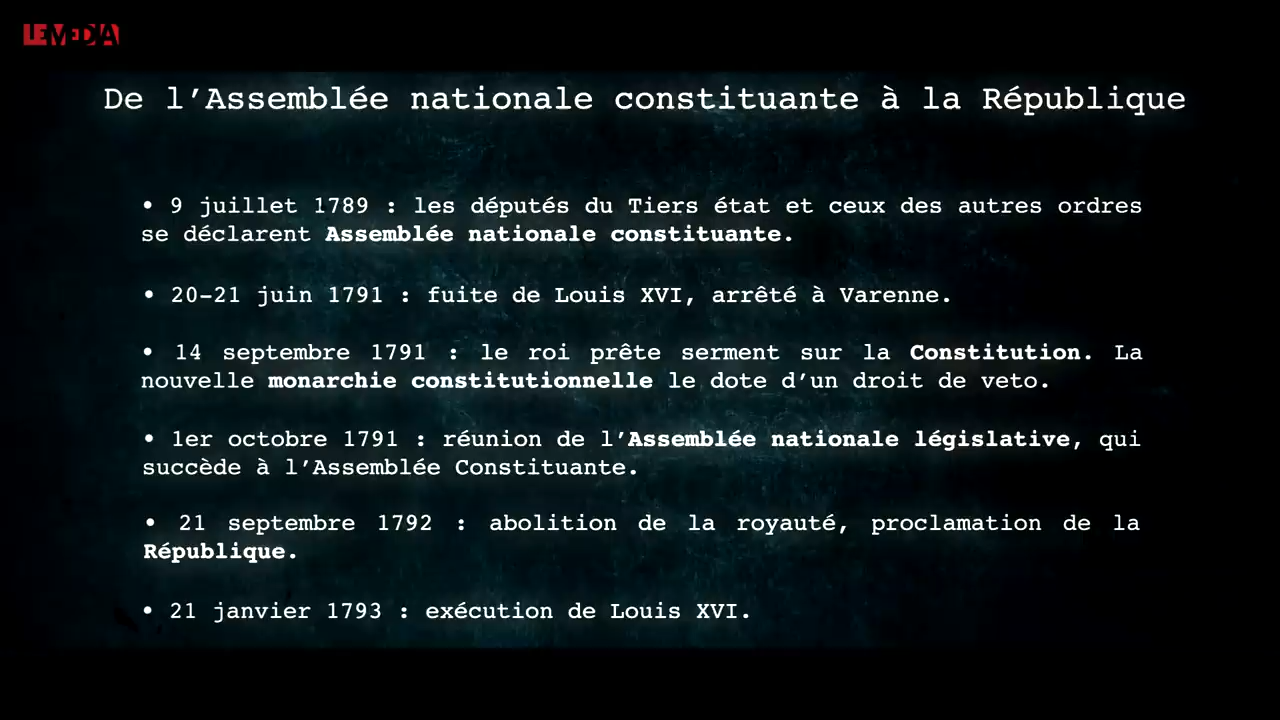 LEMEDIA
De l’Assemblée nationale constituante à la République
• 9 juillet 1789 : les députés du Tiers état et ceux des autres ordres
se déclarent Assemblée nationale constituante.
• 20-21 juin 1791 : fuite de Louis XVI, arrêté à Varenne.
• 14 septembre 1791 : le roi prête serment sur la Constitution. La
nouvelle monarchie constitutionnelle le dote d’un droit de veto.
• 1er octobre 1791 : réunion de l’Assemblée nationale législative, qui
succède à l’Assemblée Constituante.
• 21 septembre 1792 : abolition de la royauté, proclamation de la
République.
• 21 janvier 1793 : exécution de Louis XVI.